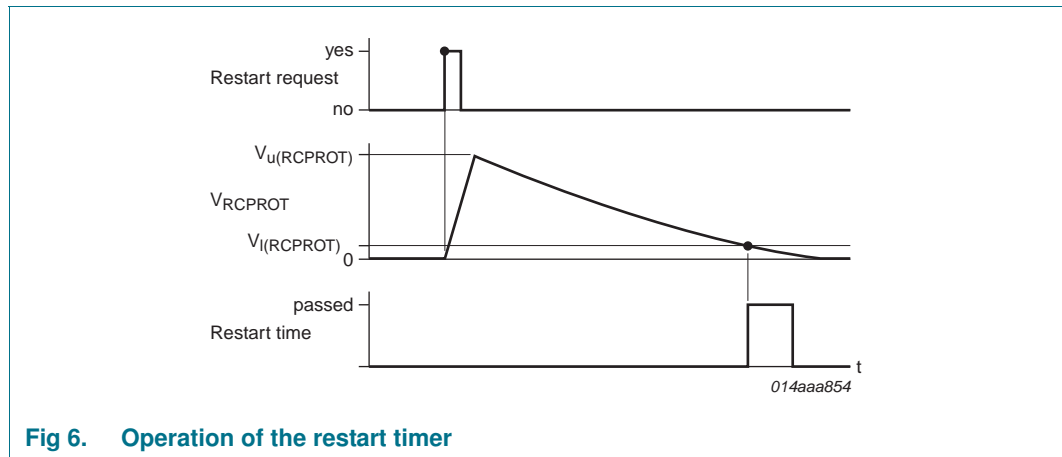 yes
Restart request
no
Vu(RCPROT)
VRCPROT
Vl(RCPROT)
0
passed
Restart time
t
014aaa854
Fig 6. Operation of the restart timer